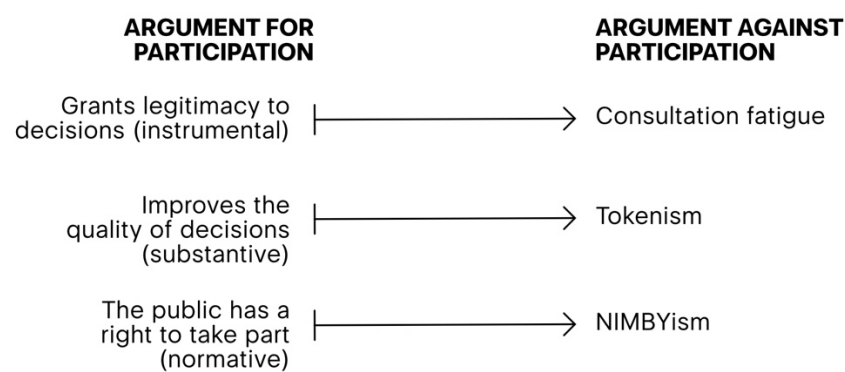 ARGUMENT FOR
PARTICIPATION
ARGUMENT AGAINST
PARTICIPATION
Grants legitimacy to
decisions (instrumental)
Consultation fatigue
Improves the
quality of decisions
(substantive)
Tokenism
The public has a
right to take part
(normative)
NIMBYism